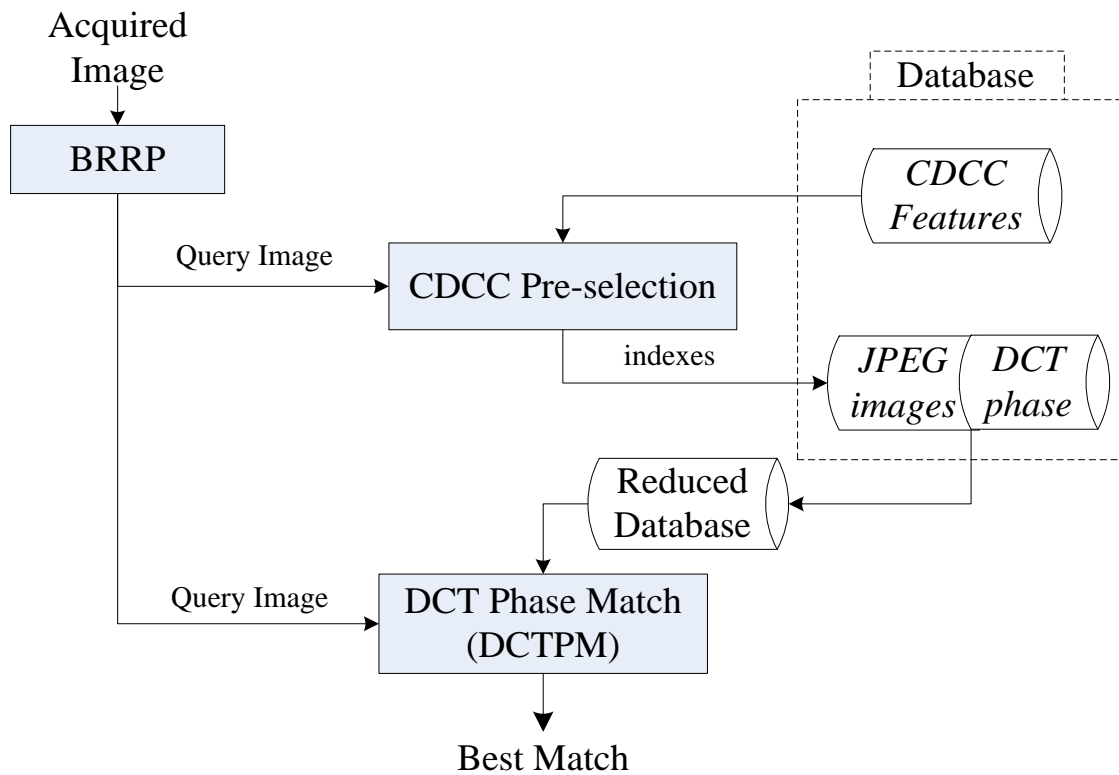 Acquired
Image
Database
BRRP
CDCC
Features
Query Image
CDCC Pre-selection
indexes
JPEG
images
DCT
phase
Reduced
Database
Query Image
DCT Phase Match
(DCTPM)
Best Match